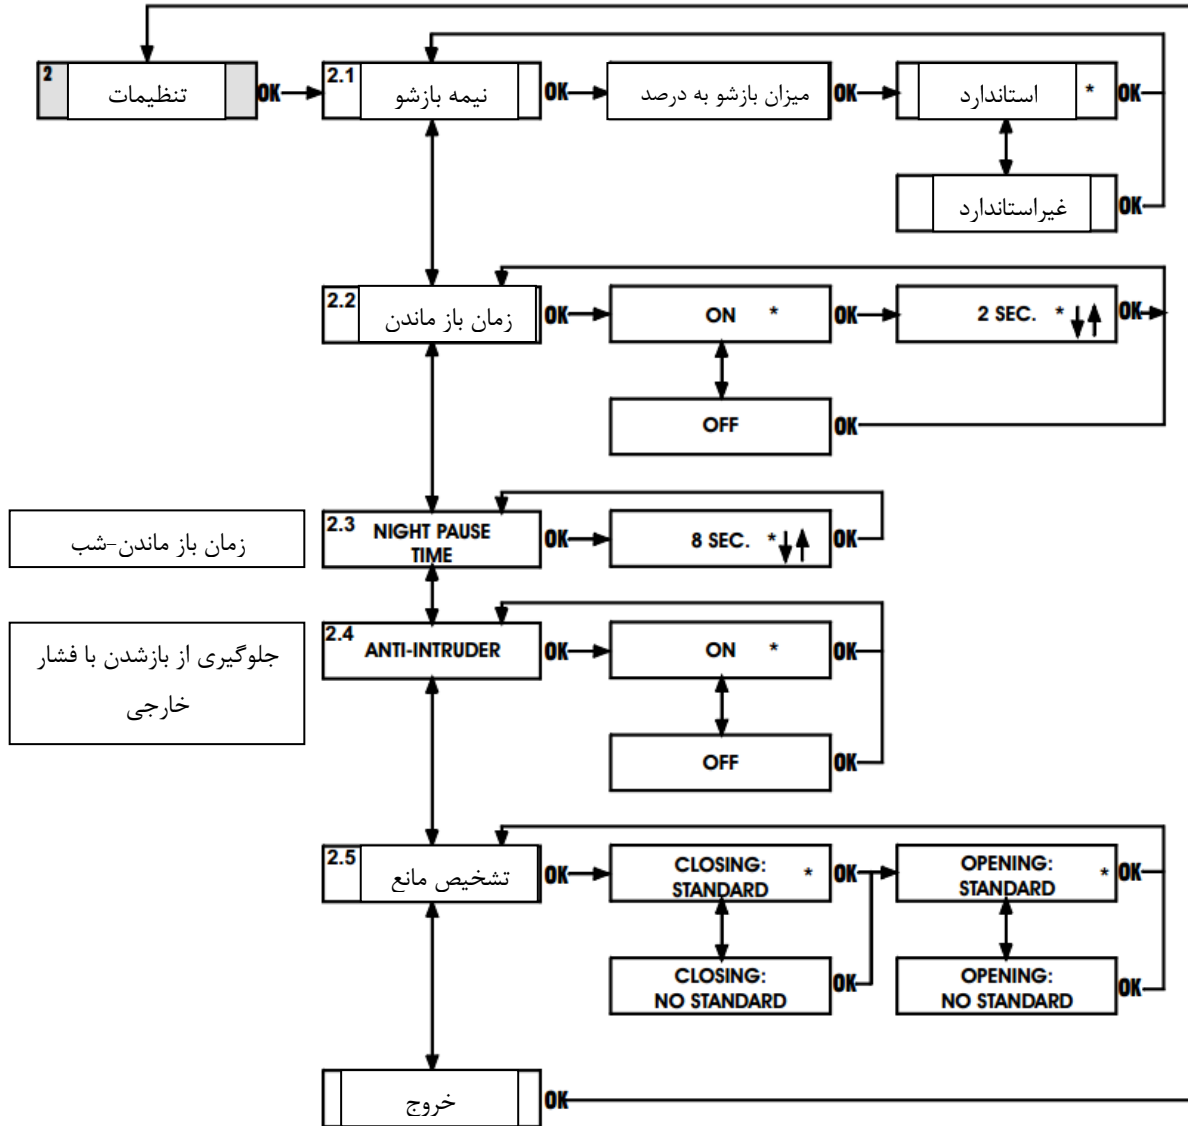 2
تنظیمات
OK
2.1
نیمه بازشو
OK
میزان بازشو به درصد
OK
استاندارد
*
OK
غیراستاندارد
OK
2.2
زمان باز ماندن
OK
ON *
OK
2 SEC. *
OK
OFF
OK
زمان باز ماندن-شب
2.3
NIGHT PAUSE
TIME
OK
8 SEC. *
OK
جلوگیری از بازشدن با فشار
خارجی
2.4
ANTI-INTRUDER
OK
ON *
OK
OFF
OK
2.5
تشخیص مانع
OK
CLOSING:
STANDARD
*
OK
OPENING:
STANDARD
*
OK
CLOSING:
NO STANDARD
OK
OPENING:
NO STANDARD
OK
خروج
OK